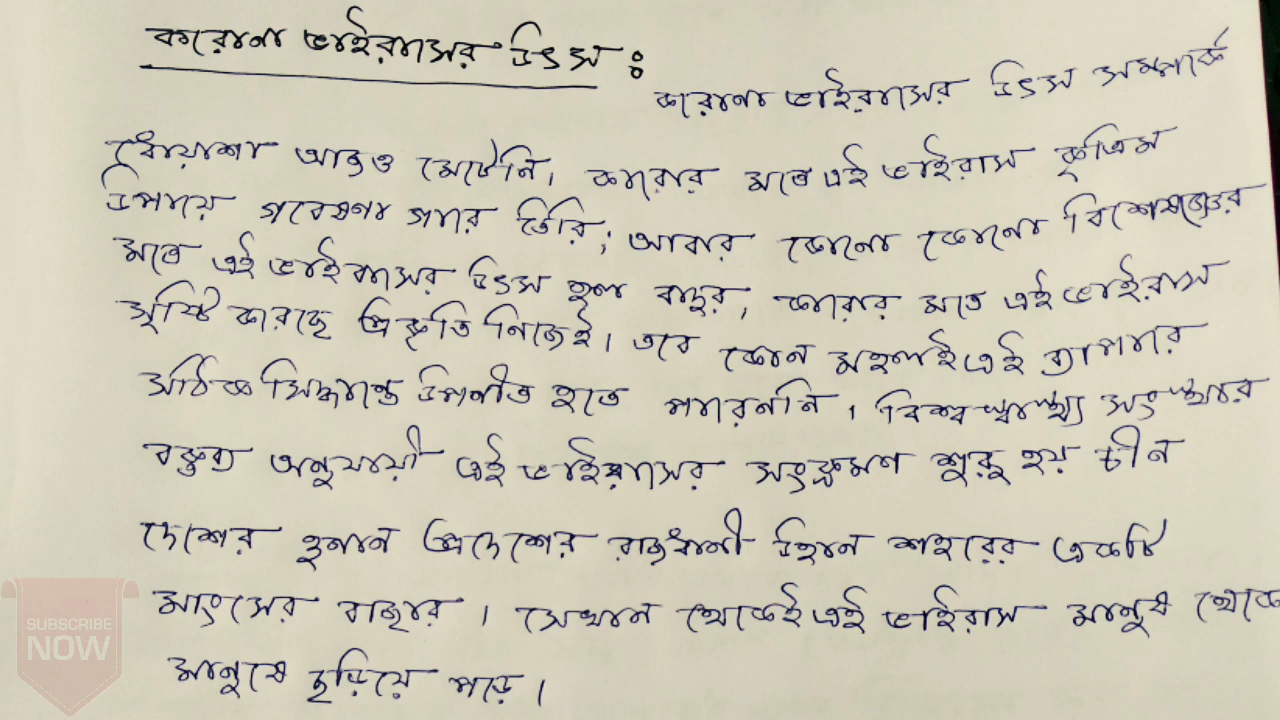 করোনা ভাইরাসের উৎস :
করোনা ভাইরাসের উৎস সম্পর্কে
ধোঁয়াশা আজও মেটেনি। কারোর মতে এই ভাইরাস কৃত্রিম
উপায়ে গবেষণাগারে তৈরি; আবার কোনো কোনো বিশেষজ্ঞের
মতে এই ভাইরাসের উৎস হল বাদুর, কারোর মতে এই ভাইরাস
সৃষ্টি করেছে প্রকৃতি নিজেই। তবে কোন মহলই এই ব্যাপারে
সঠিক সিদ্ধান্তে উপনীত হতে পারেননি। বিশ্ব স্বাস্থ্য সংস্থার
বক্তব্য অনুযায়ী এই ভাইরাসের সংক্রমণ শুরু হয় চীন
দেশের হুনান প্রদেশের রাজধানী উহান শহরের একটি
মাংসের বাজারে। সেখান থেকেই এই ভাইরাস মানুষ থেকে
মানুষে ছড়িয়ে পড়ে।
SUBSCRIBE
NOW